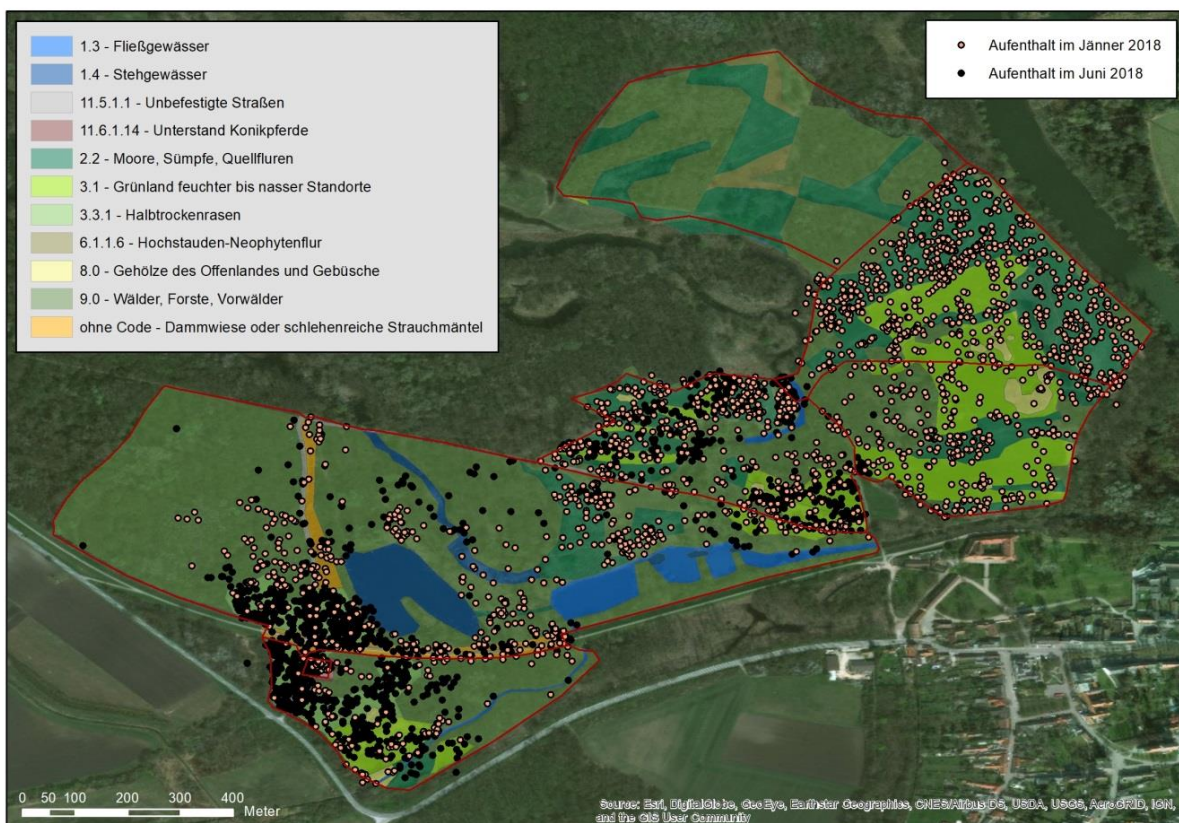 1.3 - Fließgewässer
1.4 - Stehgewässer
11.5.1.1 - Unbefestigte Straßen
11.6.1.14 - Unterstand Konikpferde
2.2 - Moore, Sümpfe, Quellfluren
3.1 - Grünland feuchter bis nasser Standorte
3.3.1 - Halbtrockenrasen
6.1.1.6 - Hochstauden-Neophytenflur
8.0 - Gehölze des Offenlandes und Gebüsche
9.0 - Wälder, Forste, Vorwälder
ohne Code - Dammwiese oder schlehenreiche Strauchmäntel
Aufenthalt im Jänner 2018
Aufenthalt im Juni 2018
0 50 100 200 300 400
Meter
Source: Esri, DigitalGlobe, GeoEye, Earthstar Geographics, CNES/Airbus DS, USDA, USGS, AeroGRID, IGN,
and the GIS User Community